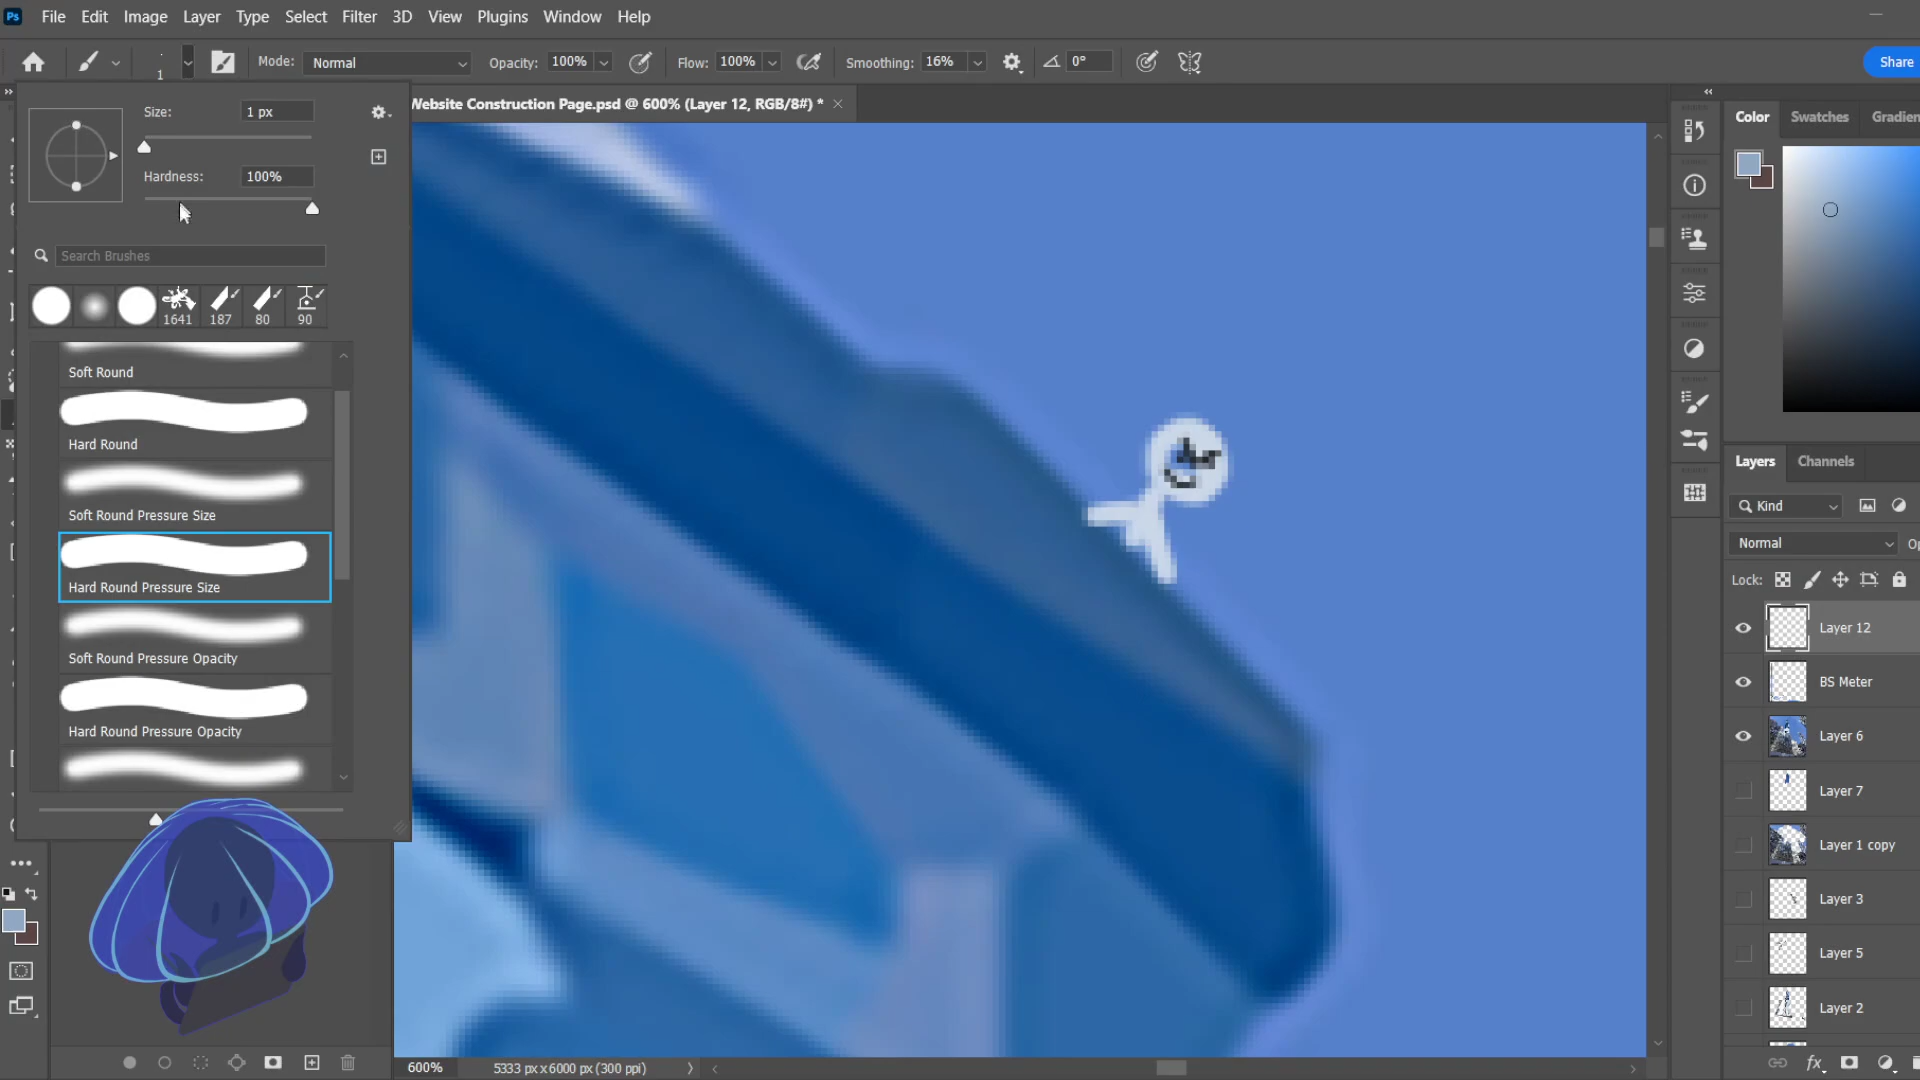 Ps File Edit Image Layer Type Select Filter 3D View Plugins Window Help
1 Mode: Normal Opacity: 100% Flow: 100% Smoothing: 16% 0° Share
Website Construction Page.psd @ 600% (Layer 12, RGB/8#) *
Size: 1 px
Hardness: 100%
Search Brushes
1641 187 80 90
Soft Round
Hard Round
Soft Round Pressure Size
Hard Round Pressure Size
Soft Round Pressure Opacity
Hard Round Pressure Opacity
600% 5333 px x 6000 px (300 ppi)
Color Swatches Gradien
Layers Channels
Kind
Normal Op
Lock:
Layer 12
BS Meter
Layer 6
Layer 7
Layer 1 copy
Layer 3
Layer 5
Layer 2
fx